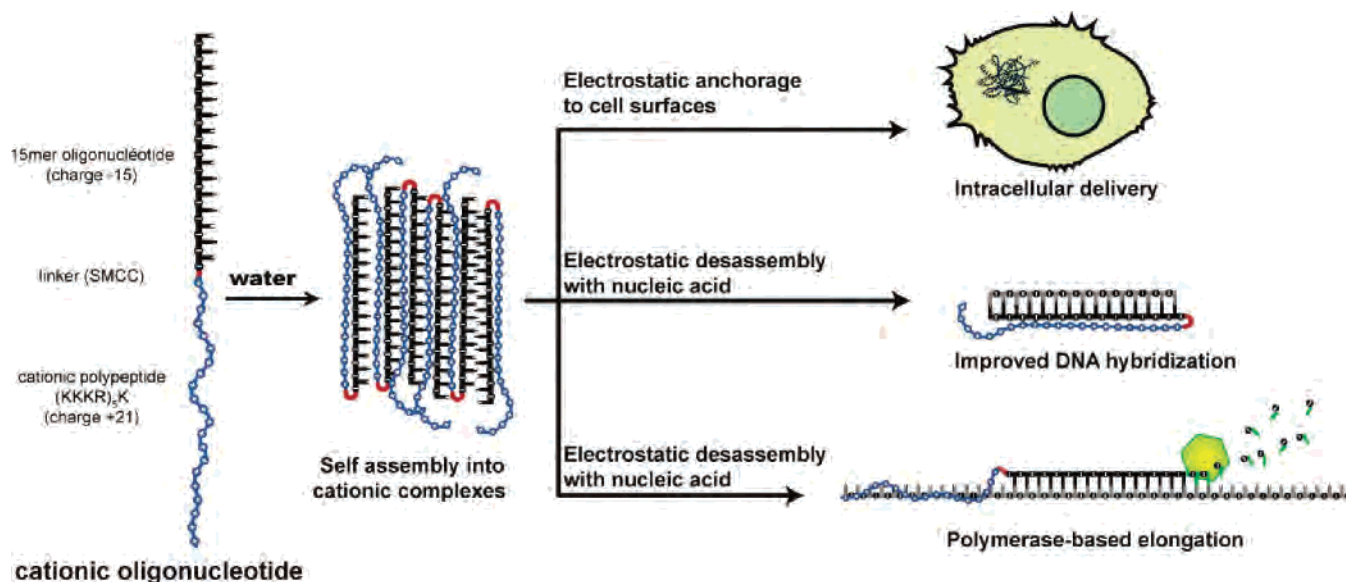 15mer oligonucléotide
(charge -15)
linker (SMCC)
cationic polypeptide
(KKKR)5K
(charge +21)
cationic oligonucleotide
water
Self assembly into
cationic complexes
Electrostatic anchorage
to cell surfaces
Intracellular delivery
Electrostatic desassembly
with nucleic acid
Improved DNA hybridization
Electrostatic desassembly
with nucleic acid
Polymerase-based elongation